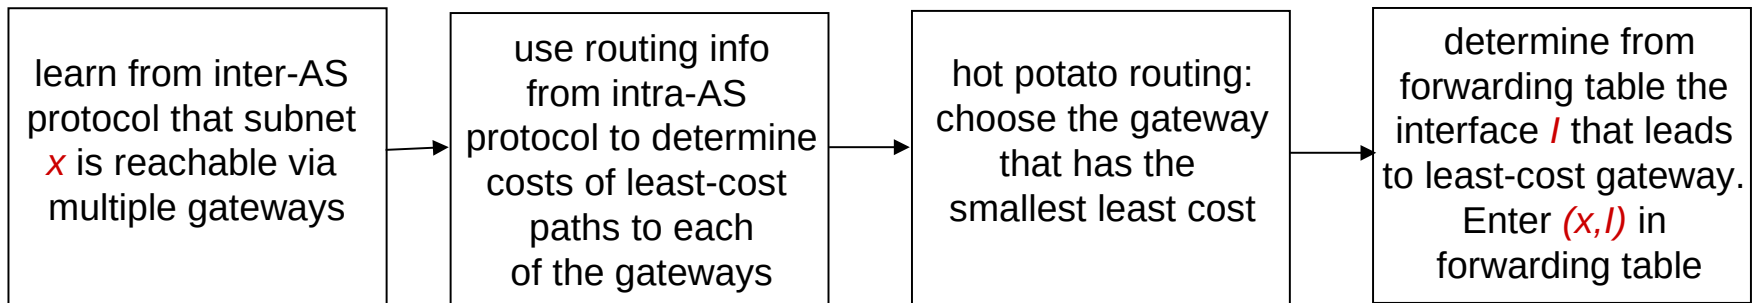 learn from inter-AS
protocol that subnet
x is reachable via
multiple gateways
use routing info
from intra-AS
protocol to determine
costs of least-cost
paths to each
of the gateways
hot potato routing:
choose the gateway
that has the
smallest least cost
determine from
forwarding table the
interface I that leads
to least-cost gateway.
Enter (x,I) in
forwarding table